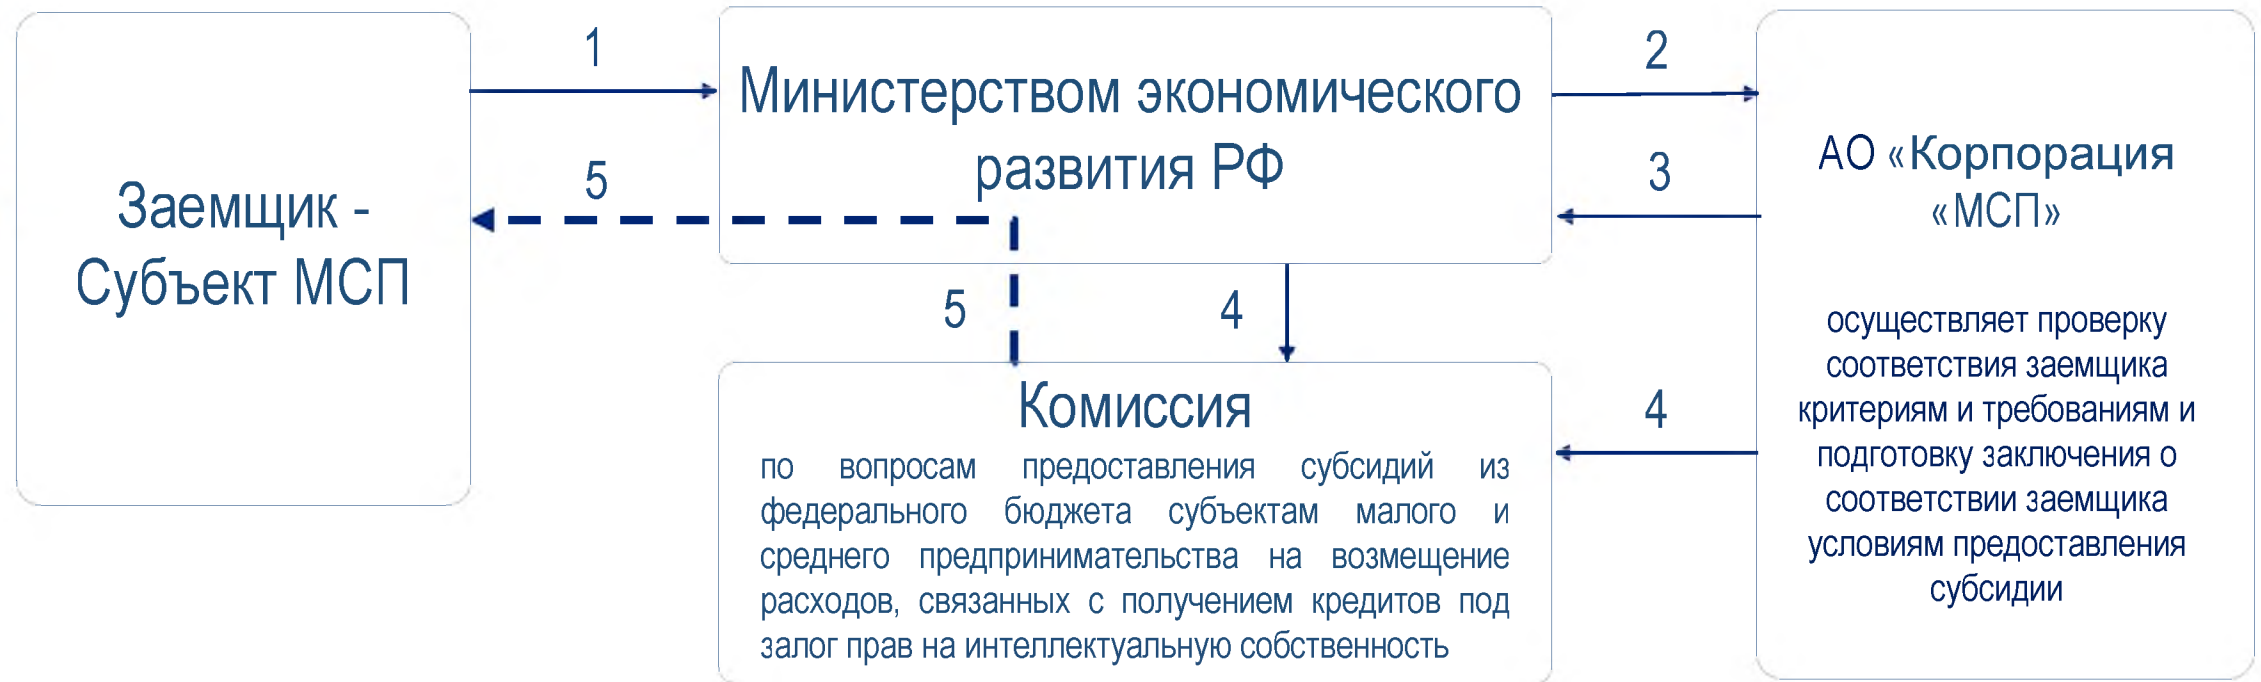 Заемщик -
Субъект МСП
1
5
Министерством экономического
развития РФ
2
3
5
4
4
Комиссия
по вопросам предоставления субсидий из
федерального бюджета субъектам малого и
среднего предпринимательства на возмещение
расходов, связанных с получением кредитов под
залог прав на интеллектуальную собственность
АО «Корпорация
«МСП»
осуществляет проверку
соответствия заемщика
критериям и требованиям и
подготовку заключения о
соответствии заемщика
условиям предоставления
субсидии